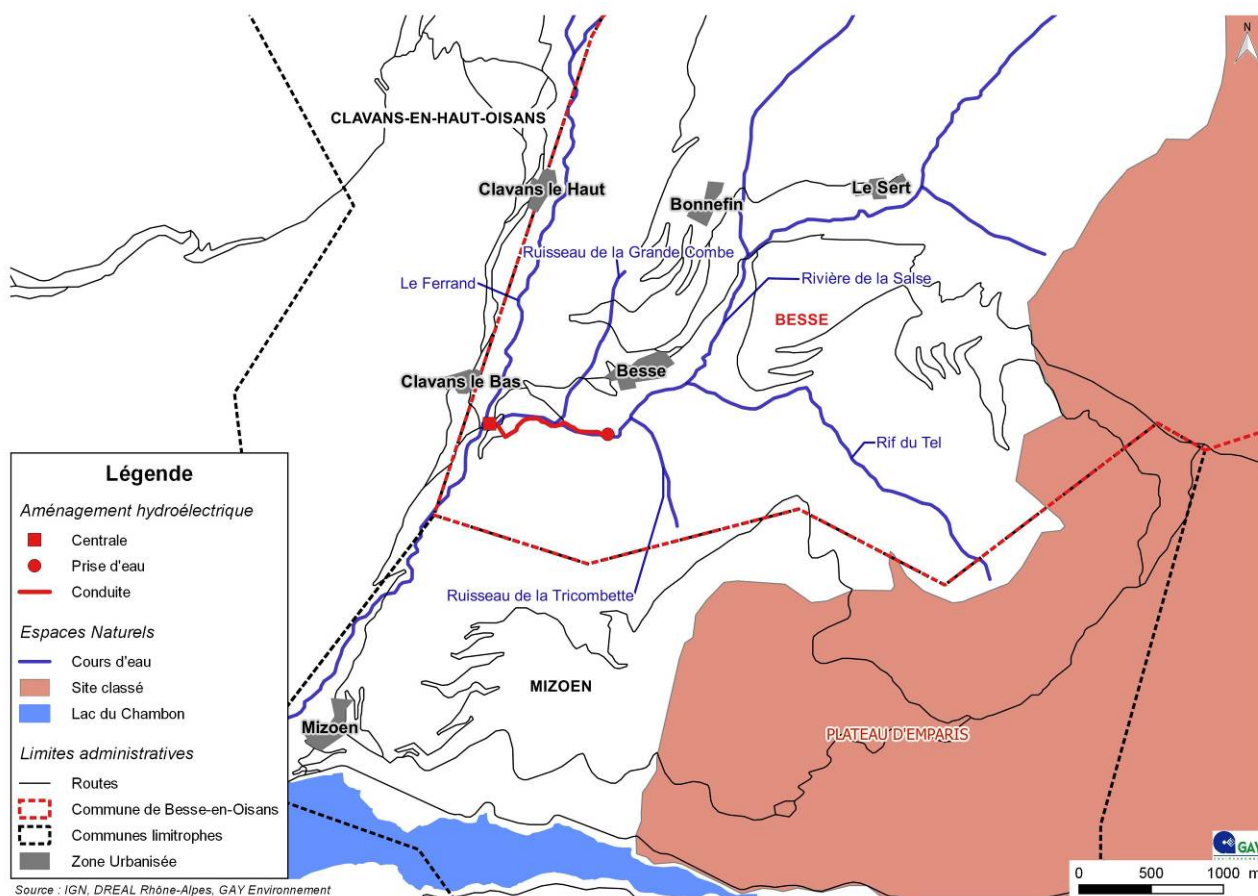 N
CLAVANS-EN-HAUT-OISANS
Clavans le Haut
Le Sert
Bonnefin
Ruisseau de la Grande Combe
Le Ferrand
Rivière de la Salse
BESSE
Clavans le Bas
Besse
Rif du Tel
Ruisseau de la Tricombette
MIZOEN
Mizoen
PLATEAU D'EMPARIS
Légende
Aménagement hydroélectrique
Centrale
Prise d'eau
Conduite
Espaces Naturels
Cours d'eau
Site classé
Lac du Chambon
Limites administratives
Routes
Commune de Besse-en-Oisans
Communes limitrophes
Zone Urbanisée
GAY
0 500 1000 m
Source : IGN, DREAL Rhône-Alpes, GAY Environnement